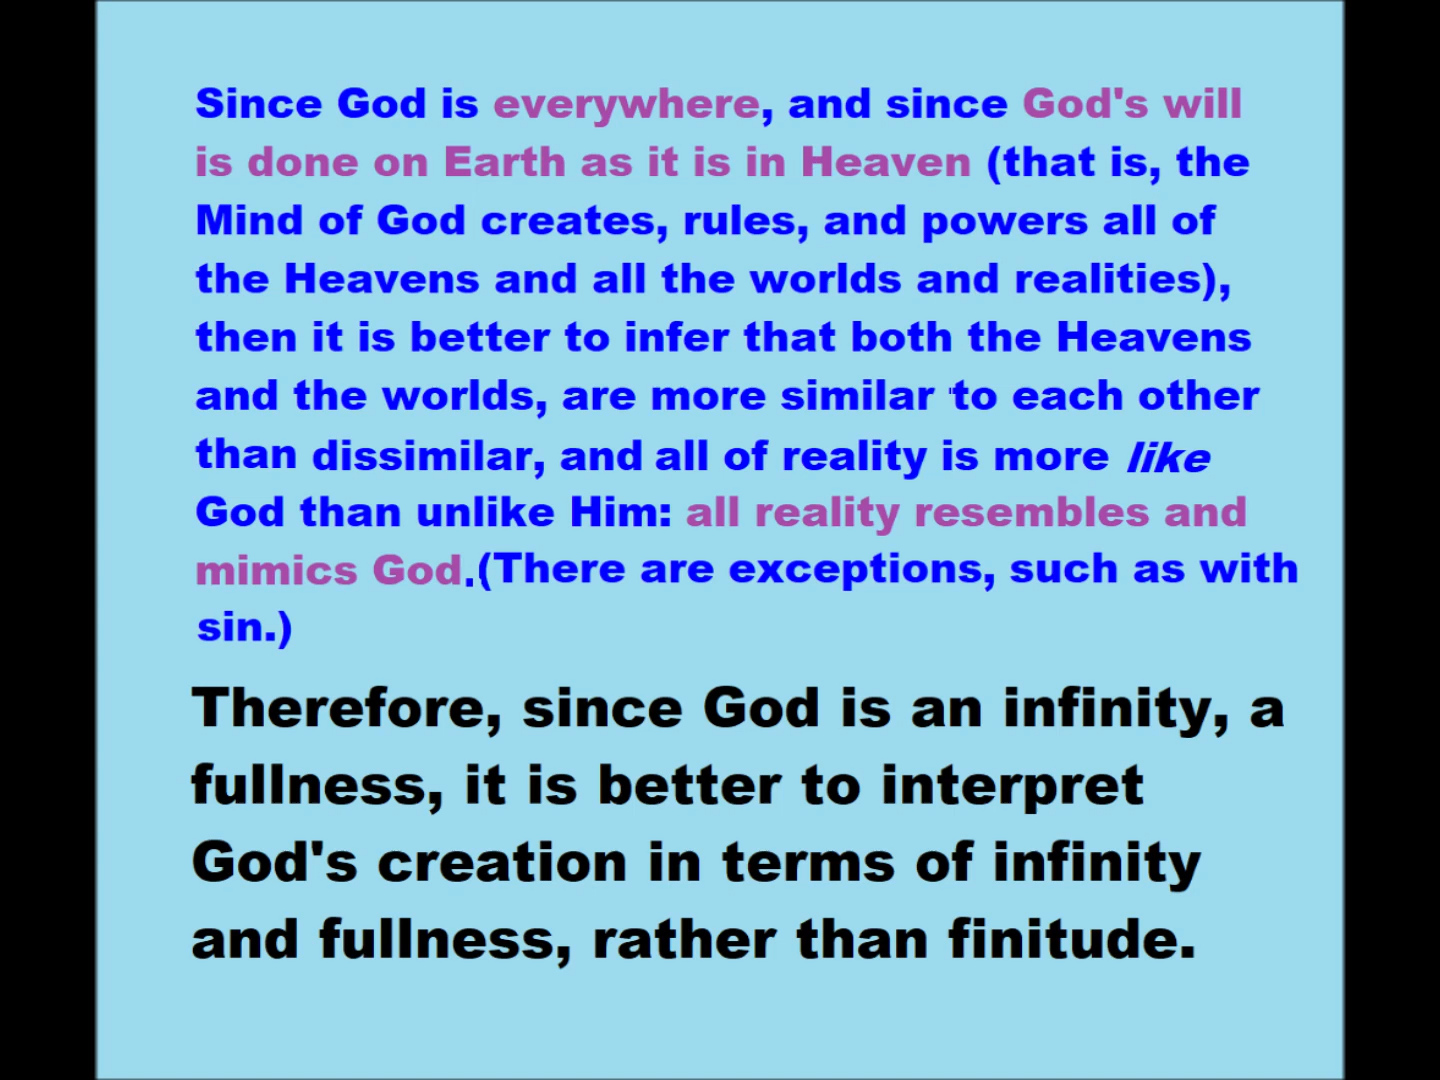 Since God is everywhere, and since God's will
is done on Earth as it is in Heaven (that is, the
Mind of God creates, rules, and powers all of
the Heavens and all the worlds and realities),
then it is better to infer that both the Heavens
and the worlds, are more similar to each other
than dissimilar, and all of reality is more like
God than unlike Him: all reality resembles and
mimics God.(There are exceptions, such as with
sin.)
Therefore, since God is an infinity, a
fullness, it is better to interpret
God's creation in terms of infinity
and fullness, rather than finitude.